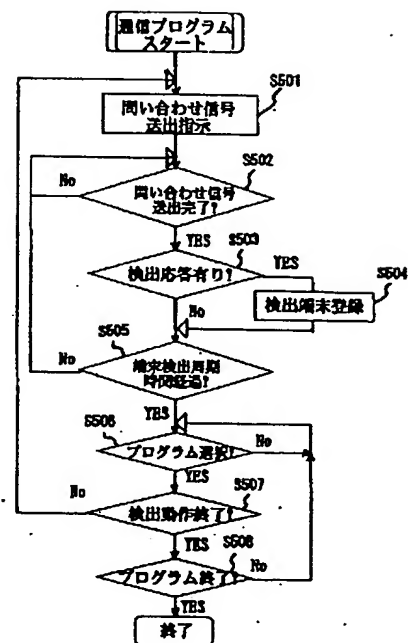 通信プログラム
スタート
S501
問い合わせ信号
送出指示
S502
No
問い合わせ信号
送出完了?
YES
S503
検出応答有り?
YES
S504
検出端末登録
No
S505
No
端末検出周期
時間経過?
YES
S506
プログラム選択?
No
YES
S507
No
検出動作終了?
YES
S508
プログラム終了?
No
YES
終了